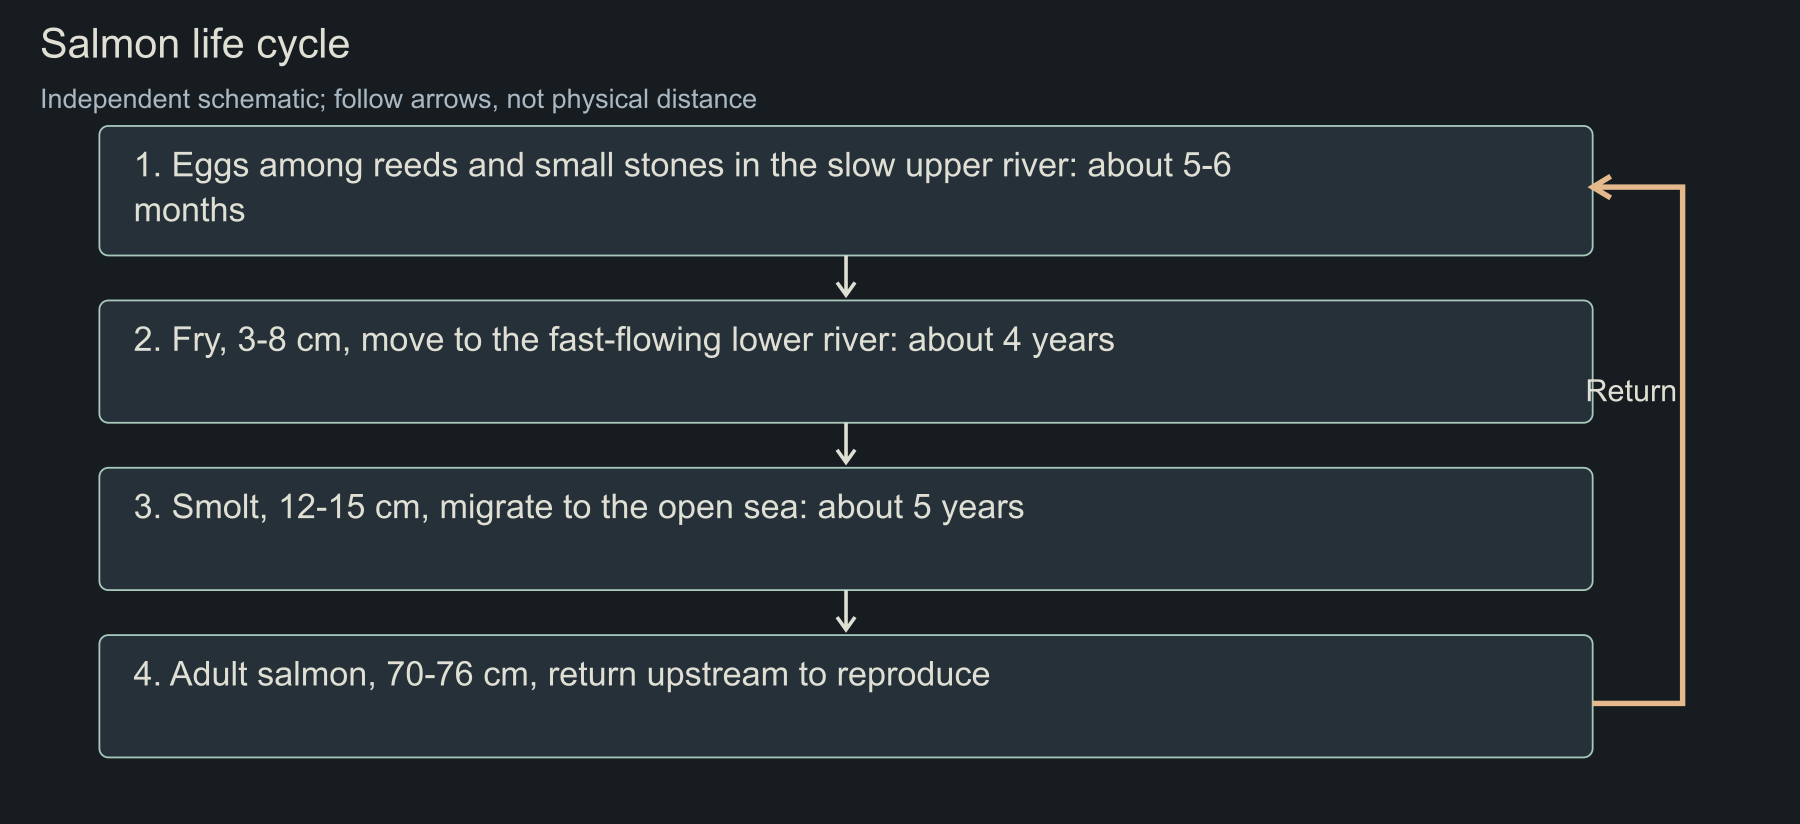 Salmon life cycle
Independent schematic; follow arrows, not physical distance
1. Eggs among reeds and small stones in the slow upper river: about 5-6
months
2. Fry, 3-8 cm, move to the fast-flowing lower river: about 4 years
Return
3. Smolt, 12-15 cm, migrate to the open sea: about 5 years
4. Adult salmon, 70-76 cm, return upstream to reproduce